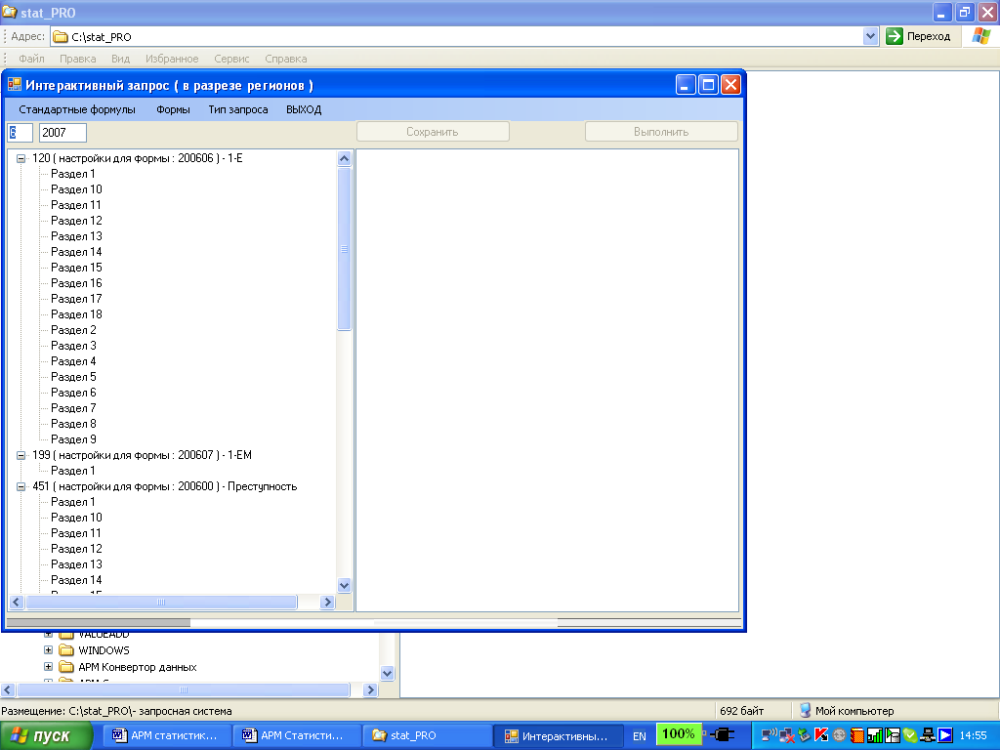 stat_PRO
Адрес: C:\stat_PRO Переход
Файл Правка Вид Избранное Сервис Справка
Интерактивный запрос ( в разрезе регионов )
Стандартные формулы Формы Тип запроса ВЫХОД
6 2007 Сохранить Выполнить
120 ( настройки для формы : 200606 ) - 1-Е
Раздел 1
Раздел 10
Раздел 11
Раздел 12
Раздел 13
Раздел 14
Раздел 15
Раздел 16
Раздел 17
Раздел 18
Раздел 2
Раздел 3
Раздел 4
Раздел 5
Раздел 6
Раздел 7
Раздел 8
Раздел 9
199 ( настройки для формы : 200607 ) - 1-ЕМ
Раздел 1
451 ( настройки для формы : 200600 ) - Преступность
Раздел 1
Раздел 10
Раздел 11
Раздел 12
Раздел 13
Раздел 14
Раздел 15
VALUEADD
WINDOWS
АРМ Конвертор данных
Размещение: C:\stat_PRO\- запросная система 692 байт Мой компьютер
пуск АРМ статистик... АРМ Статисти... stat_PRO Интерактивны... EN 100% 14:55